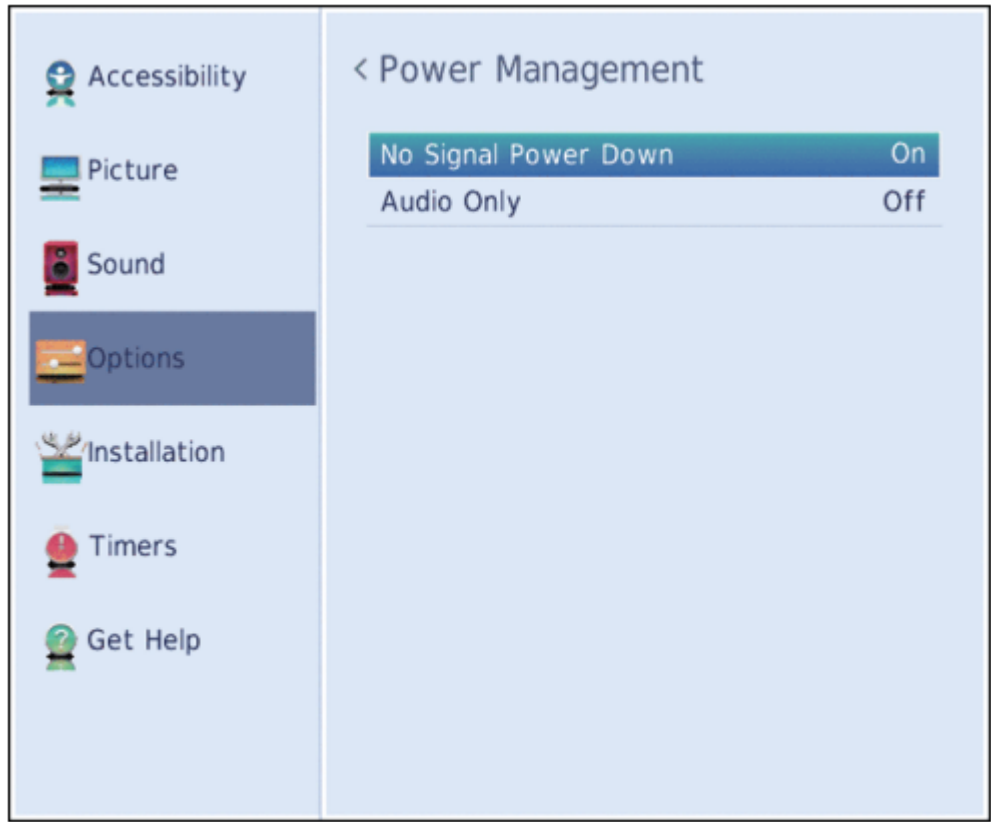 Accessibility
Picture
Sound
Options
Installation
Timers
Get Help
< Power Management
No Signal Power Down On
Audio Only Off